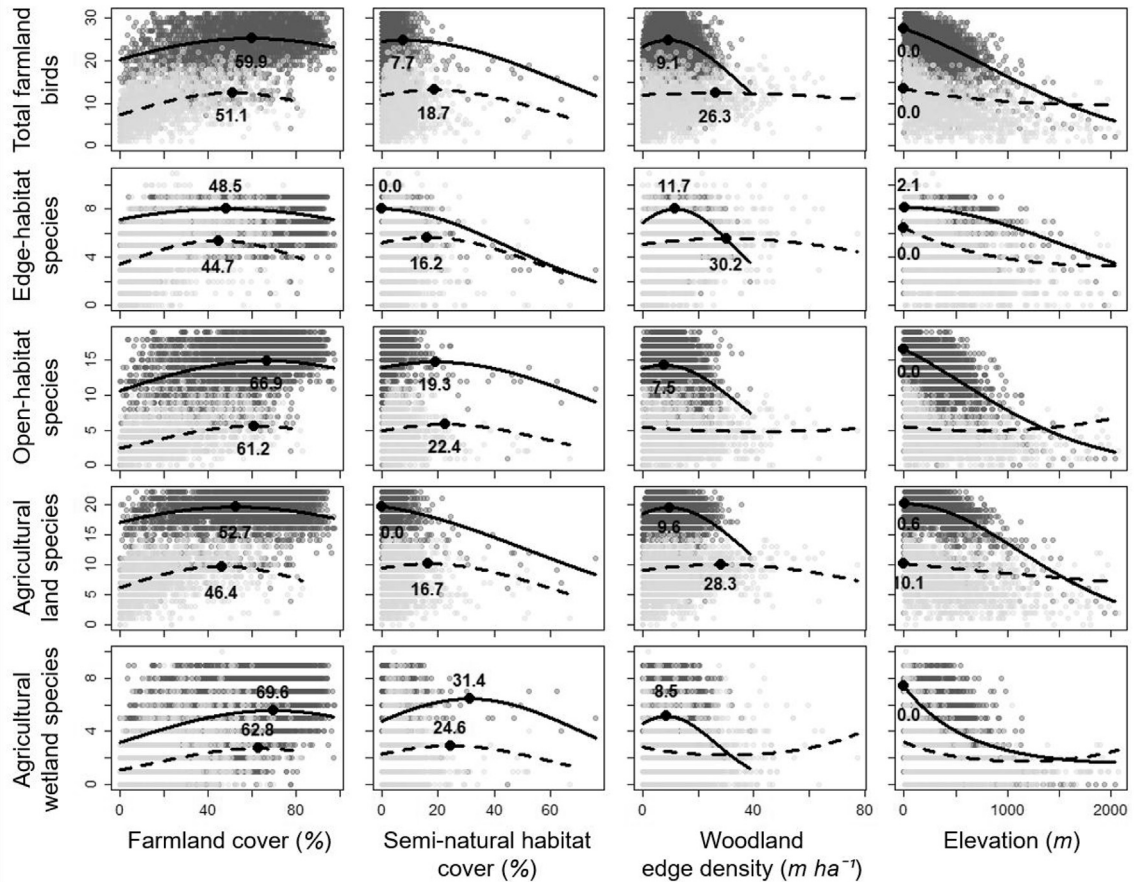 Total farmland
birds
0 10 20 30
59.9
51.1
7.7
18.7
9.1
26.3
0.0
0.0
Edge-habitat
species
0 4 8
48.5
44.7
0.0
16.2
11.7
30.2
2.1
0.0
Open-habitat
species
0 5 10 15
66.9
61.2
19.3
22.4
7.5
0.0
Agricultural
land species
0 5 10 15 20
52.7
46.4
0.0
16.7
9.6
28.3
0.6
10.1
Agricultural
wetland species
0 4 8
69.6
62.8
31.4
24.6
8.5
0.0
0 40 80
0 20 40 60
0 20 40 60 80
0 1000 2000
Farmland cover (%)
Semi-natural habitat
cover (%)
Woodland
edge density (m ha⁻¹)
Elevation (m)